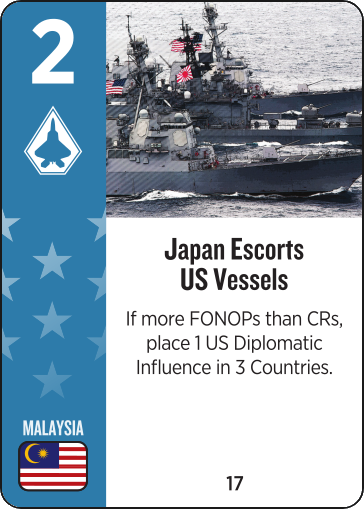 2
Japan Escorts
US Vessels
If more FONOPs than CRs,
place 1 US Diplomatic
Influence in 3 Countries.
MALAYSIA
17